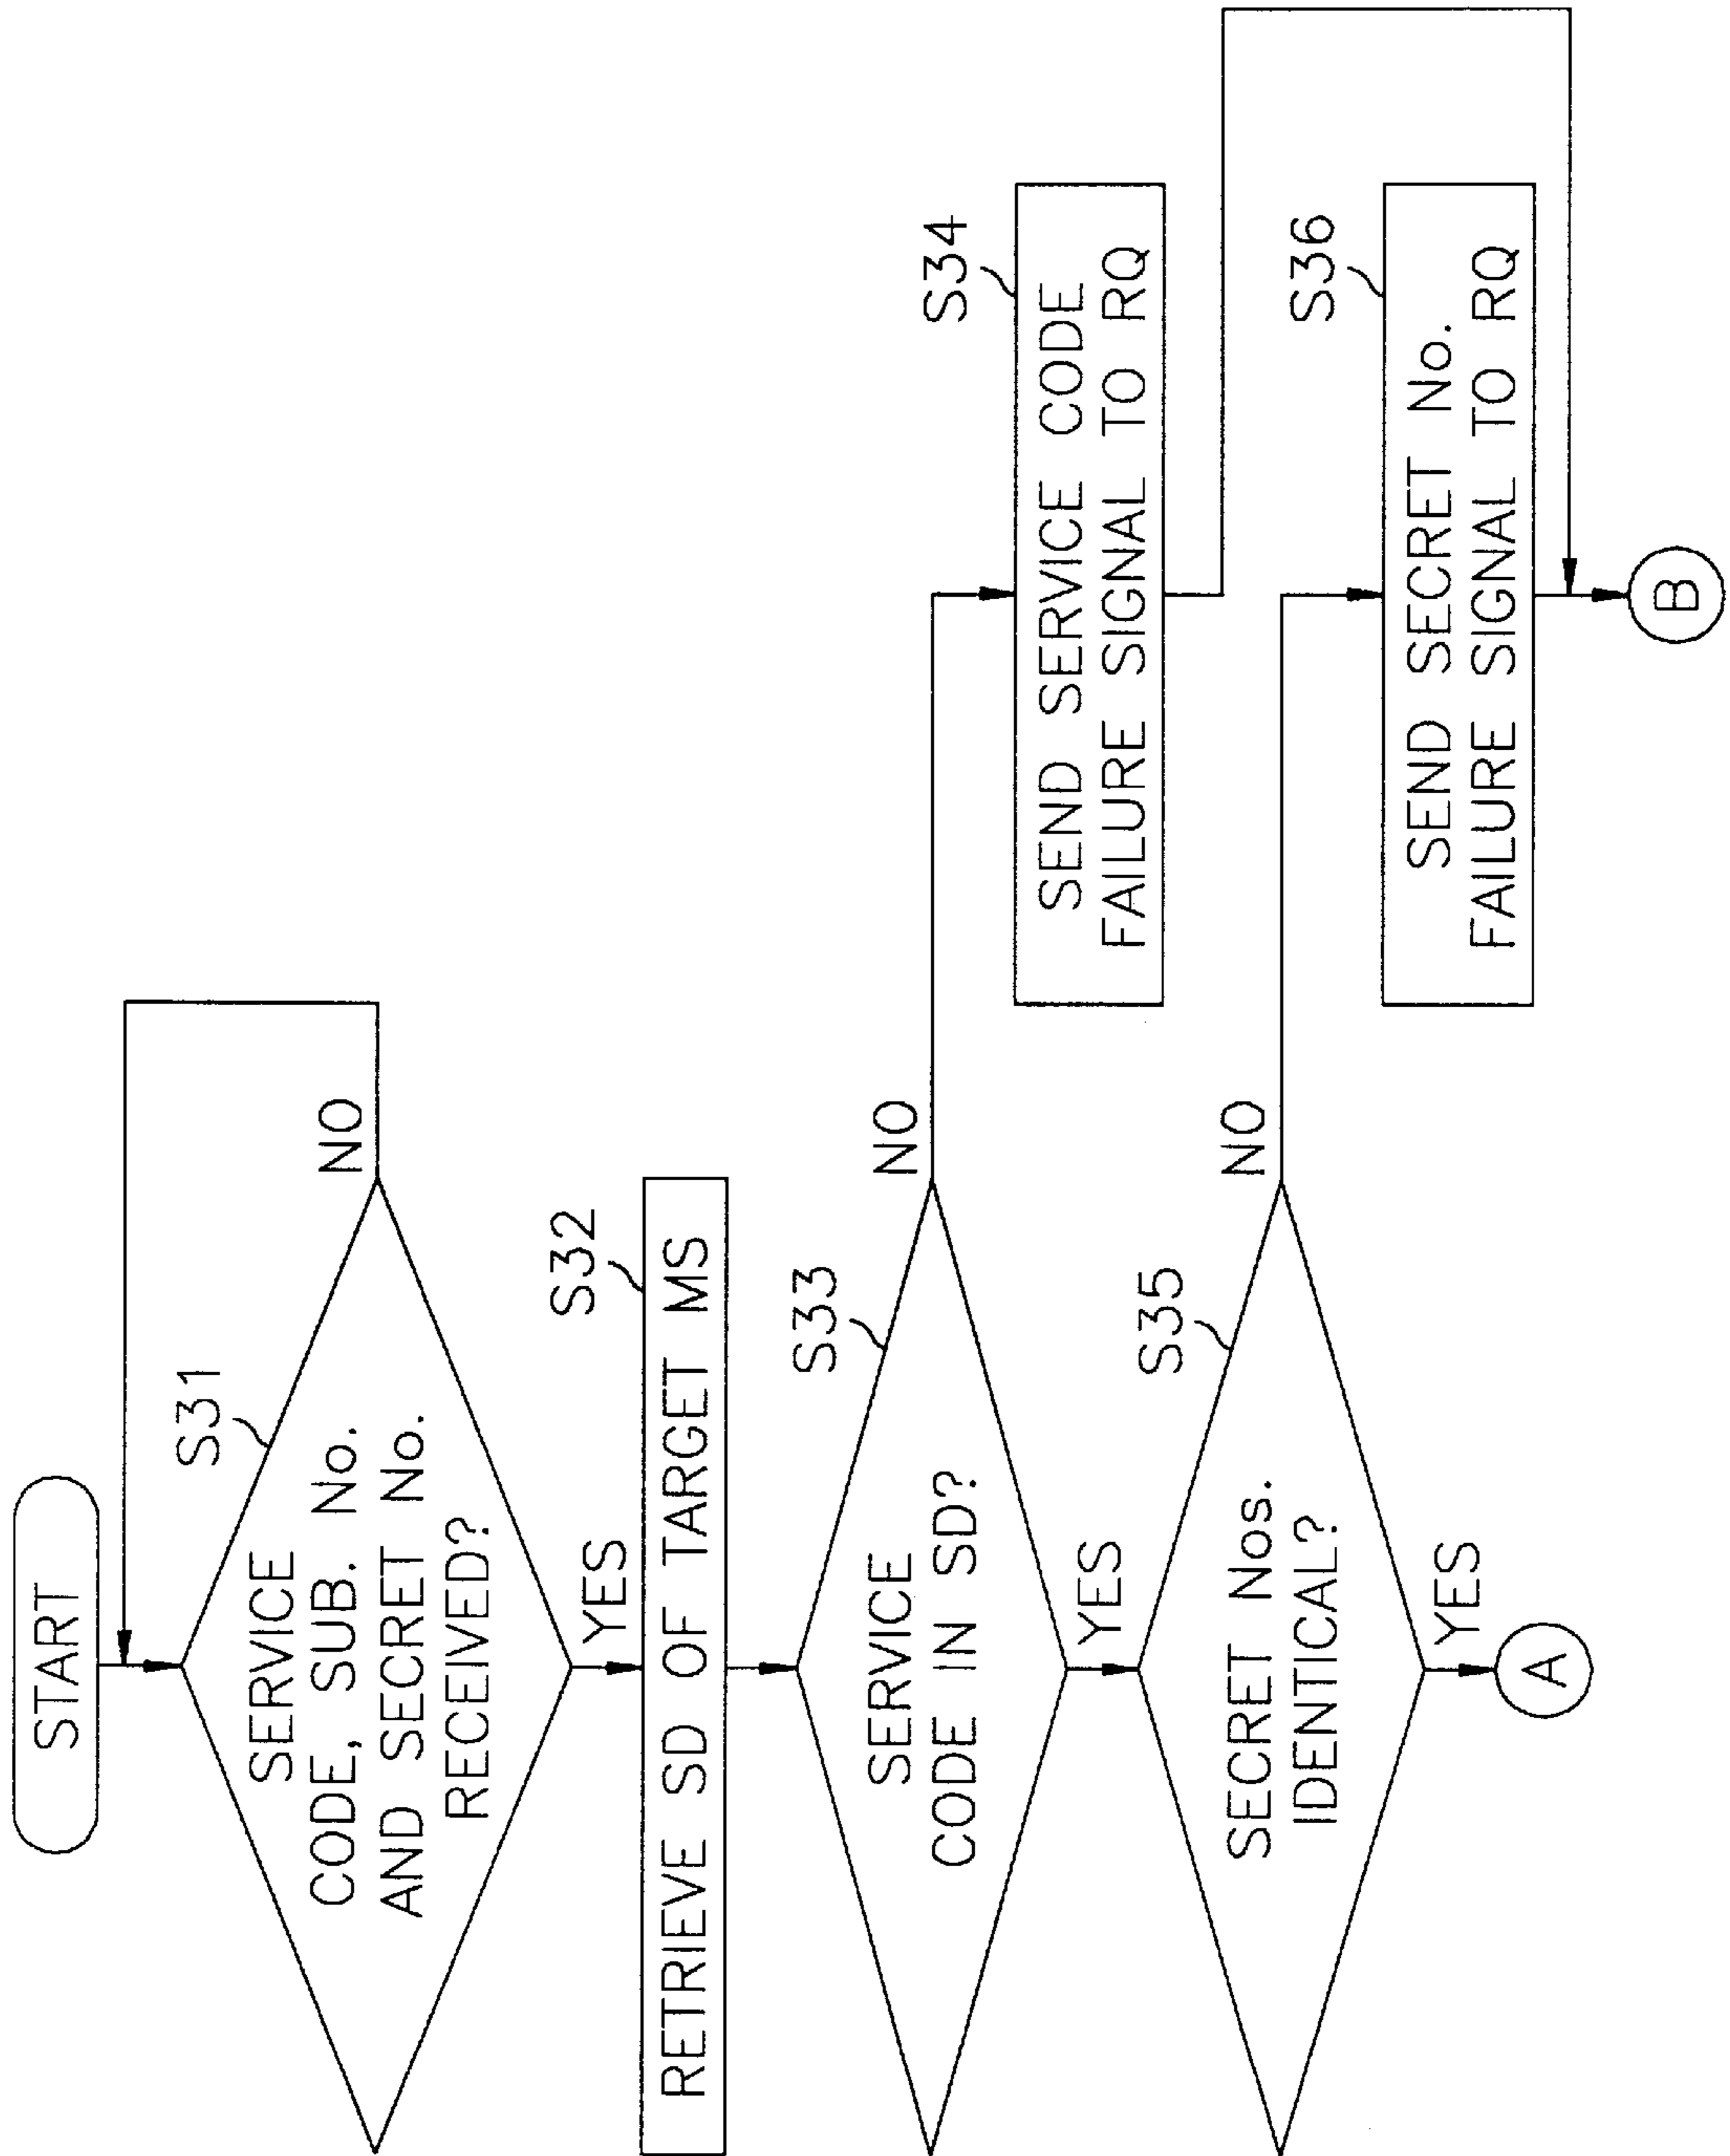 START
S31
SERVICE
CODE, SUB. No.
AND SECRET No.
RECEIVED?
NO
YES
S32
RETRIEVE SD OF TARGET MS
S33
SERVICE
CODE IN SD?
NO
YES
S34
SEND SERVICE CODE
FAILURE SIGNAL TO RQ
S35
SECRET Nos.
IDENTICAL?
NO
YES
S36
SEND SECRET No.
FAILURE SIGNAL TO RQ
A
B